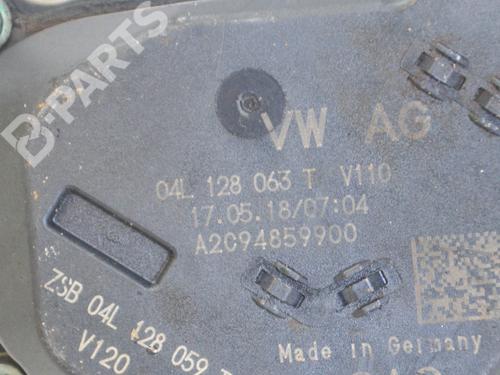 B-PARTS
VW AG
04L 128 063 T V110
17.05.18/07:04
A2C94859900
ZSB 04L 128 059
V120
Made in Germany